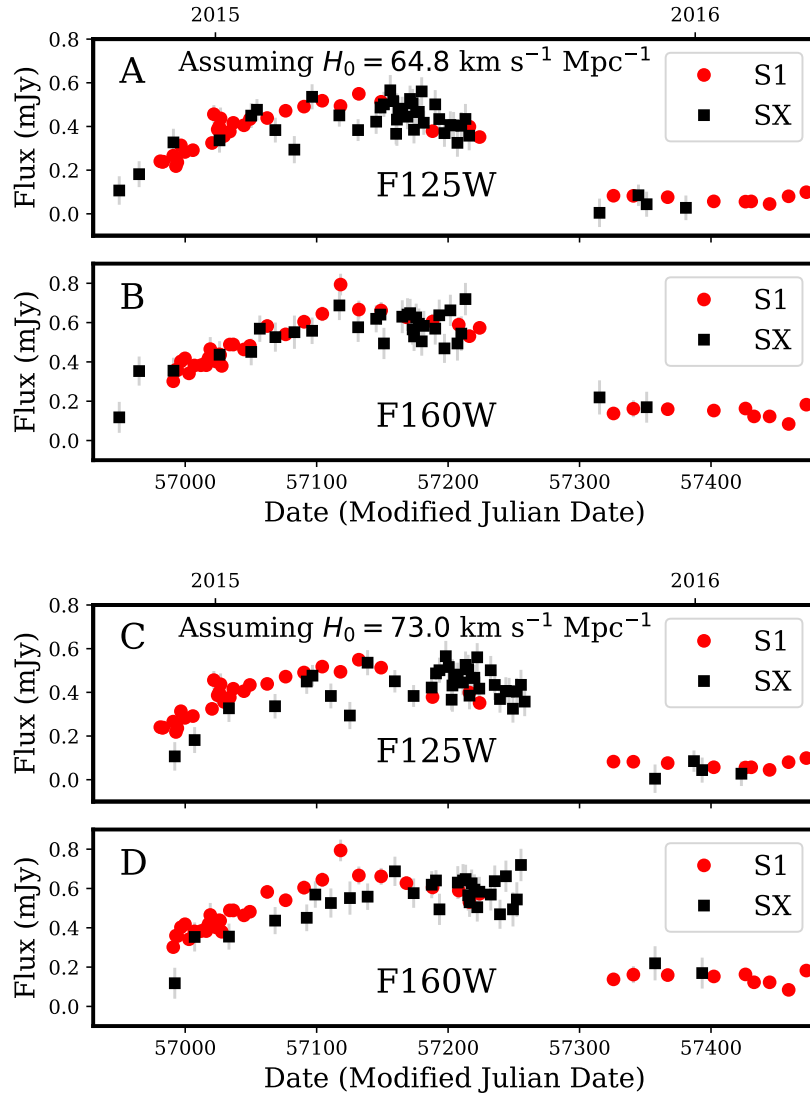 2015 2016
A Assuming H₀ = 64.8 km s⁻¹ Mpc⁻¹
S1
SX
F125W
Flux (mJy)
0.8
0.6
0.4
0.2
0.0
B
S1
SX
F160W
Flux (mJy)
0.8
0.6
0.4
0.2
0.0
57000 57100 57200 57300 57400
Date (Modified Julian Date)
2015 2016
C Assuming H₀ = 73.0 km s⁻¹ Mpc⁻¹
S1
SX
F125W
Flux (mJy)
0.8
0.6
0.4
0.2
0.0
D
S1
SX
F160W
Flux (mJy)
0.8
0.6
0.4
0.2
0.0
57000 57100 57200 57300 57400
Date (Modified Julian Date)